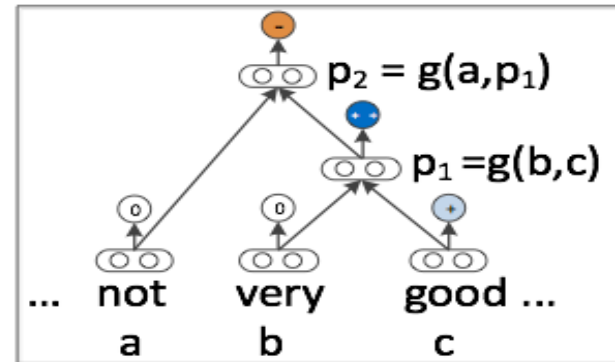 -
p₂ = g(a,p₁)
+ +
p₁ =g(b,c)
0 0 +
... not very good ...
a b c